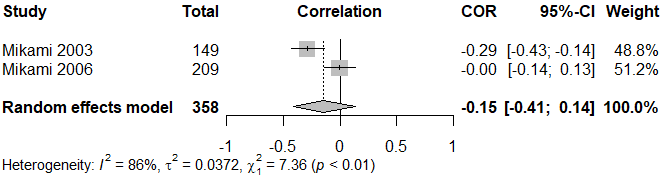 Study Total Correlation COR 95%-CI Weight
Mikami 2003 149 -0.29 [-0.43; -0.14] 48.8%
Mikami 2006 209 -0.00 [-0.14; 0.13] 51.2%
Random effects model 358 -0.15 [-0.41; 0.14] 100.0%
-1 -0.5 0 0.5 1
Heterogeneity: I² = 86%, τ² = 0.0372, χ²₁ = 7.36 (p < 0.01)